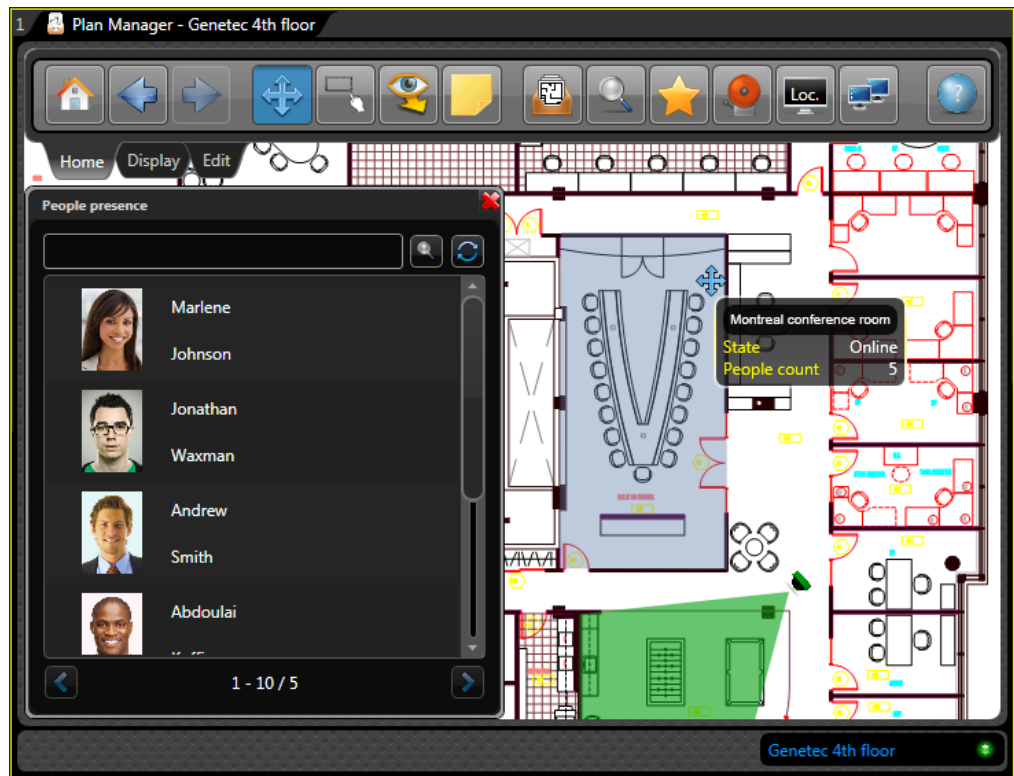 1 Plan Manager - Genetec 4th floor
Loc.
?
Home Display Edit
People presence
Marlene
Johnson
Jonathan
Waxman
Andrew
Smith
Abdoulai
1 - 10 / 5
Montreal conference room
State Online
People count 5
Genetec 4th floor